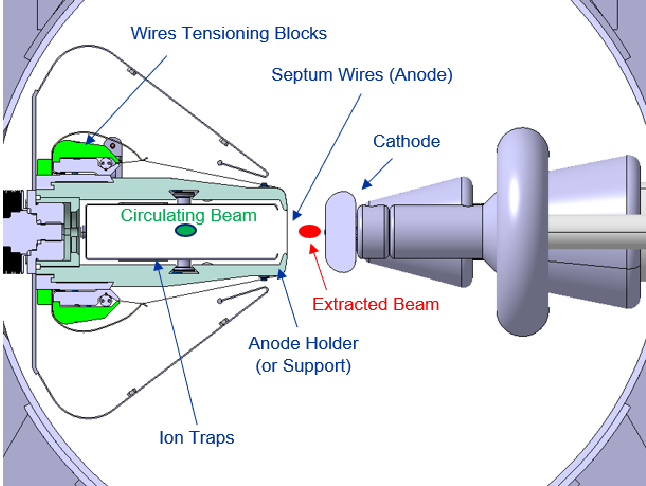 Wires Tensioning Blocks
Septum Wires (Anode)
Cathode
Circulating Beam
Extracted Beam
Anode Holder
(or Support)
Ion Traps